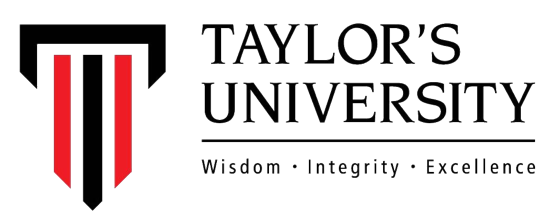 TAYLOR'S
UNIVERSITY
Wisdom · Integrity · Excellence